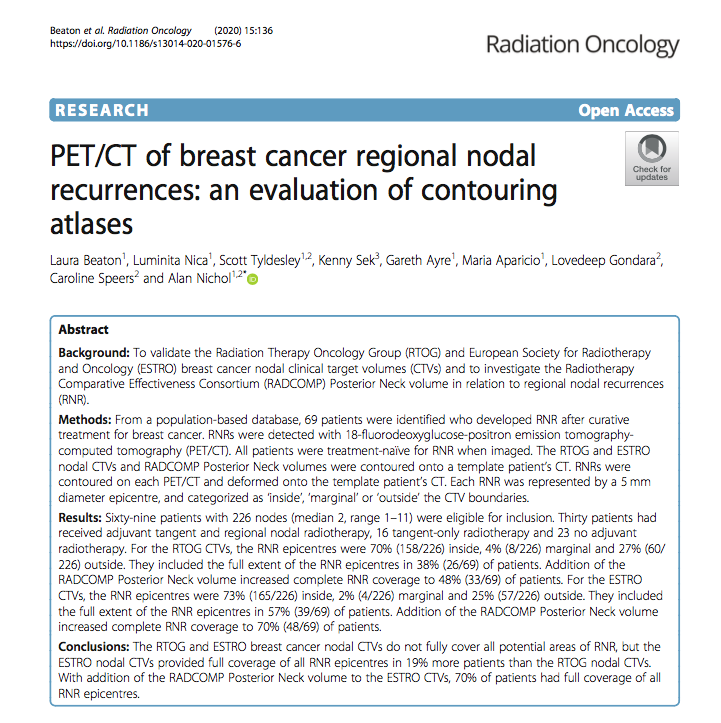 Beaton et al. Radiation Oncology (2020) 15:136
https://doi.org/10.1186/s13014-020-01576-6
Radiation Oncology
RESEARCH
Open Access
Check for
updates
PET/CT of breast cancer regional nodal
recurrences: an evaluation of contouring
atlases
Laura Beaton1, Luminita Nica1, Scott Tyldesley1,2, Kenny Sek3, Gareth Ayre1, Maria Aparicio1, Lovedeep Gondara2,
Caroline Speers2 and Alan Nichol1,2*
Abstract
Background: To validate the Radiation Therapy Oncology Group (RTOG) and European Society for Radiotherapy
and Oncology (ESTRO) breast cancer nodal clinical target volumes (CTVs) and to investigate the Radiotherapy
Comparative Effectiveness Consortium (RADCOMP) Posterior Neck volume in relation to regional nodal recurrences
(RNR).
Methods: From a population-based database, 69 patients were identified who developed RNR after curative
treatment for breast cancer. RNRs were detected with 18-fluorodeoxyglucose-positron emission tomography-
computed tomography (PET/CT). All patients were treatment-naïve for RNR when imaged. The RTOG and ESTRO
nodal CTVs and RADCOMP Posterior Neck volumes were contoured onto a template patient's CT. RNRs were
contoured on each PET/CT and deformed onto the template patient's CT. Each RNR was represented by a 5 mm
diameter epicentre, and categorized as 'inside', 'marginal' or 'outside' the CTV boundaries.
Results: Sixty-nine patients with 226 nodes (median 2, range 1–11) were eligible for inclusion. Thirty patients had
received adjuvant tangent and regional nodal radiotherapy, 16 tangent-only radiotherapy and 23 no adjuvant
radiotherapy. For the RTOG CTVs, the RNR epicentres were 70% (158/226) inside, 4% (8/226) marginal and 27% (60/
226) outside. They included the full extent of the RNR epicentres in 38% (26/69) of patients. Addition of the
RADCOMP Posterior Neck volume increased complete RNR coverage to 48% (33/69) of patients. For the ESTRO
CTVs, the RNR epicentres were 73% (165/226) inside, 2% (4/226) marginal and 25% (57/226) outside. They included
the full extent of the RNR epicentres in 57% (39/69) of patients. Addition of the RADCOMP Posterior Neck volume
increased complete RNR coverage to 70% (48/69) of patients.
Conclusions: The RTOG and ESTRO breast cancer nodal CTVs do not fully cover all potential areas of RNR, but the
ESTRO nodal CTVs provided full coverage of all RNR epicentres in 19% more patients than the RTOG nodal CTVs.
With addition of the RADCOMP Posterior Neck volume to the ESTRO CTVs, 70% of patients had full coverage of all
RNR epicentres.